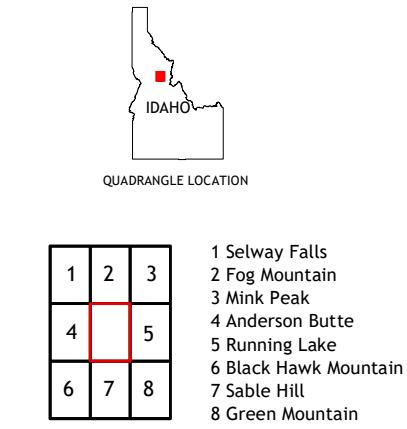 IDAHO
QUADRANGLE LOCATION
1 2 3
4 5
6 7 8
1 Selway Falls
2 Fog Mountain
3 Mink Peak
4 Anderson Butte
5 Running Lake
6 Black Hawk Mountain
7 Sable Hill
8 Green Mountain